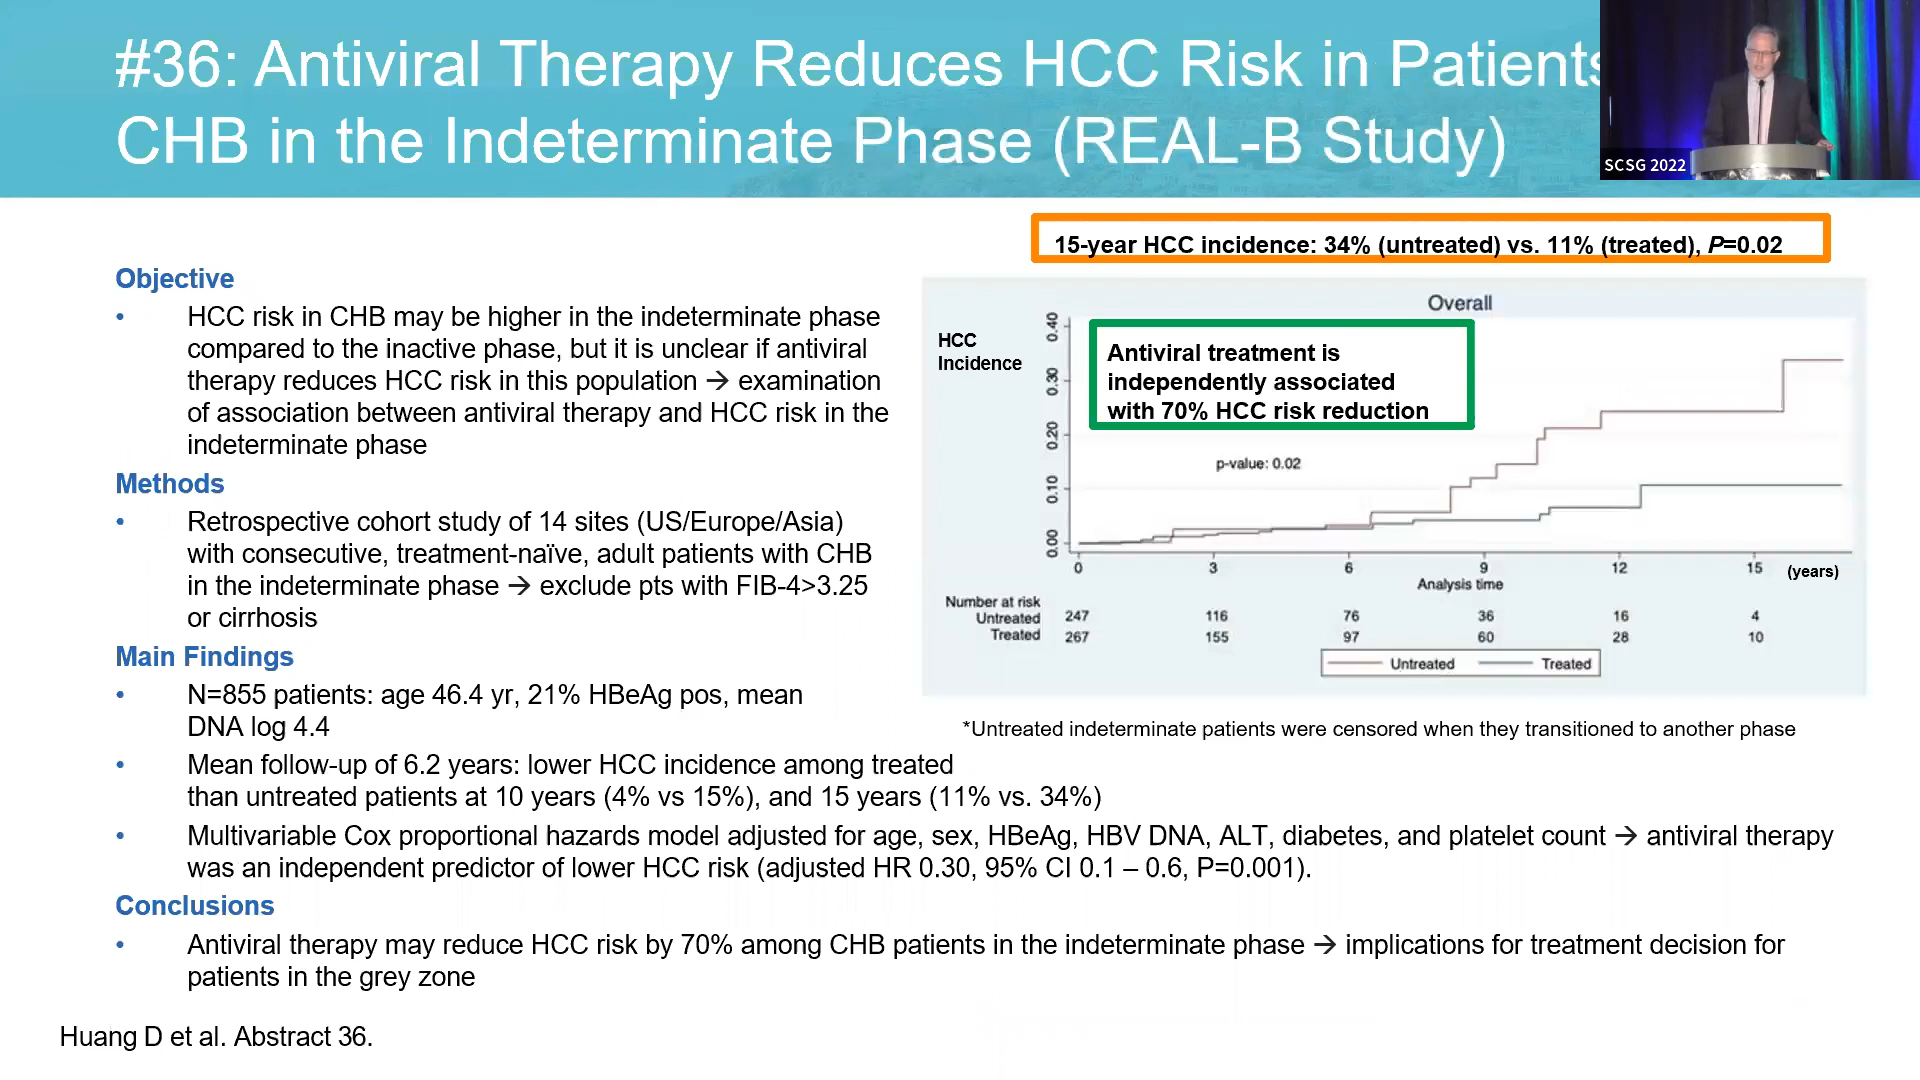 #36: Antiviral Therapy Reduces HCC Risk in Patients
CHB in the Indeterminate Phase (REAL-B Study)
SCSG 2022
15-year HCC incidence: 34% (untreated) vs. 11% (treated), P=0.02
Objective
• HCC risk in CHB may be higher in the indeterminate phase
compared to the inactive phase, but it is unclear if antiviral
therapy reduces HCC risk in this population → examination
of association between antiviral therapy and HCC risk in the
indeterminate phase
Methods
• Retrospective cohort study of 14 sites (US/Europe/Asia)
with consecutive, treatment-naïve, adult patients with CHB
in the indeterminate phase → exclude pts with FIB-4>3.25
or cirrhosis
Main Findings
• N=855 patients: age 46.4 yr, 21% HBeAg pos, mean
DNA log 4.4
• Mean follow-up of 6.2 years: lower HCC incidence among treated
than untreated patients at 10 years (4% vs 15%), and 15 years (11% vs. 34%)
• Multivariable Cox proportional hazards model adjusted for age, sex, HBeAg, HBV DNA, ALT, diabetes, and platelet count → antiviral therapy
was an independent predictor of lower HCC risk (adjusted HR 0.30, 95% CI 0.1 – 0.6, P=0.001).
Conclusions
• Antiviral therapy may reduce HCC risk by 70% among CHB patients in the indeterminate phase → implications for treatment decision for
patients in the grey zone
Huang D et al. Abstract 36.
Overall
HCC
Incidence
Antiviral treatment is
independently associated
with 70% HCC risk reduction
p-value: 0.02
0.40
0.30
0.20
0.10
0.00
0 3 6 9 12 15 (years)
Analysis time
Number at risk
Untreated 247 116 76 36 16 4
Treated 267 155 97 60 28 10
Untreated Treated
*Untreated indeterminate patients were censored when they transitioned to another phase